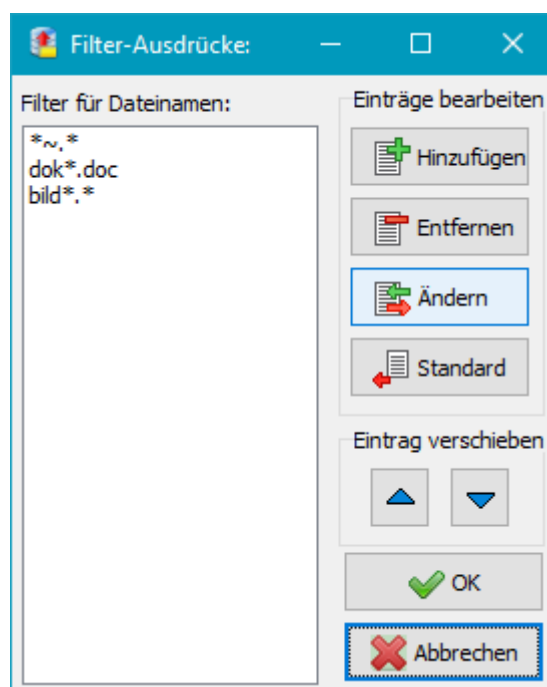 Filter-Ausdrücke:
Filter für Dateinamen:
*~.*
dok*.doc
bild*.*
Einträge bearbeiten
Hinzufügen
Entfernen
Ändern
Standard
Eintrag verschieben
OK
Abbrechen